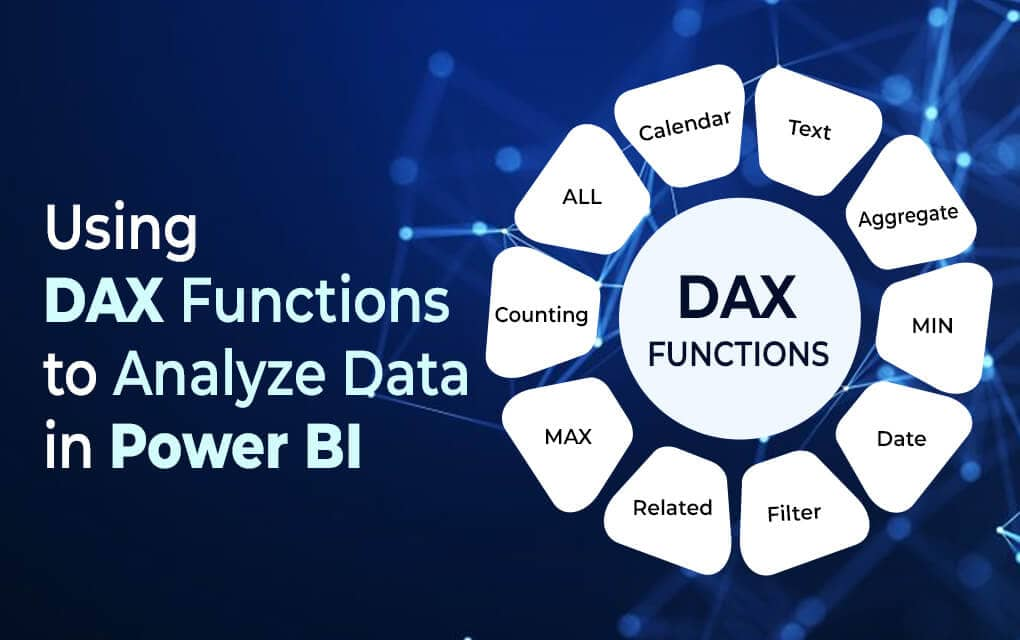 Using
DAX Functions
to Analyze Data
in Power BI
DAX
FUNCTIONS
Calendar
Text
Aggregate
MIN
Date
Filter
Related
MAX
Counting
ALL